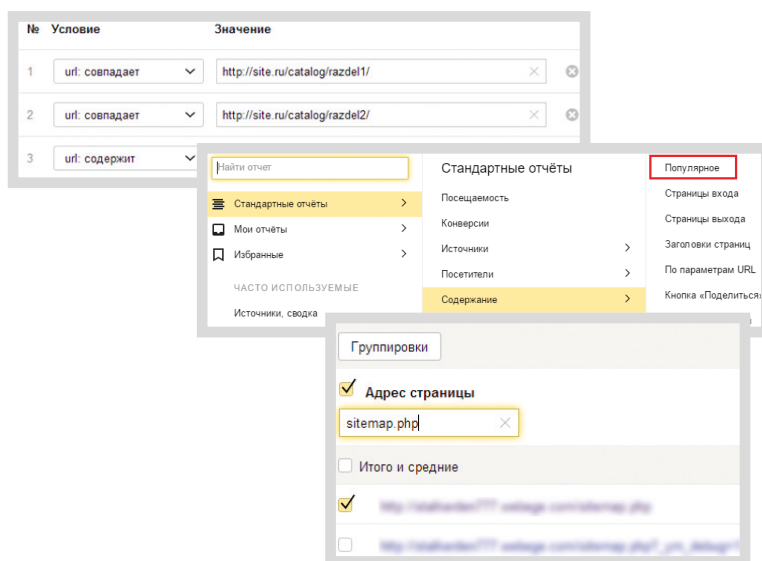 № Условие Значение
1 url: совпадает http://site.ru/catalog/razdel1/
2 url: совпадает http://site.ru/catalog/razdel2/
3 url: содержит
Найти отчет
Стандартные отчёты
Мои отчёты
Избранные
ЧАСТО ИСПОЛЬЗУЕМЫЕ
Источники, сводка
Стандартные отчёты
Посещаемость
Конверсии
Источники
Посетители
Содержание
Популярное
Страницы входа
Страницы выхода
Заголовки страниц
По параметрам URL
Кнопка «Поделиться»
Группировки
Адрес страницы
sitemap.php
Итого и средние